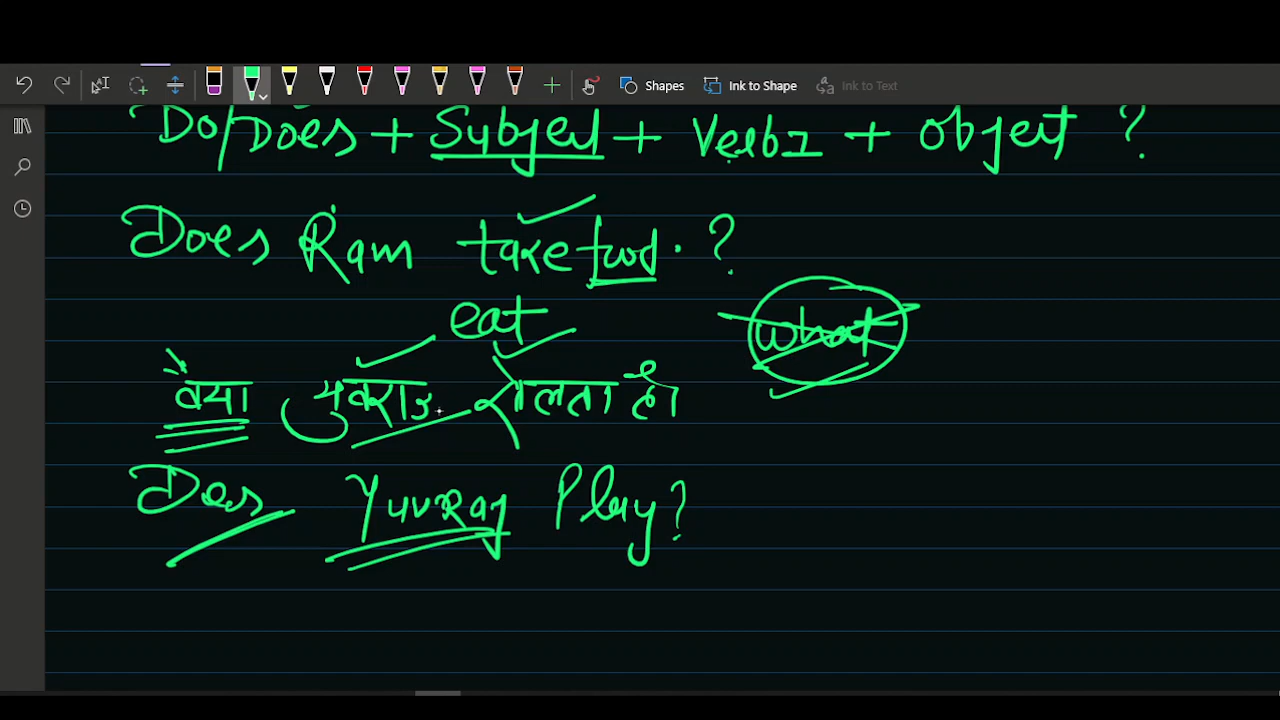 Shapes Ink to Shape Ink to Text
Do/Does + Subject + Verb1 + Object ?
Does Ram take food . ?
eat
what
क्या युवराज खेलता है।
Does Yuvraj Play?